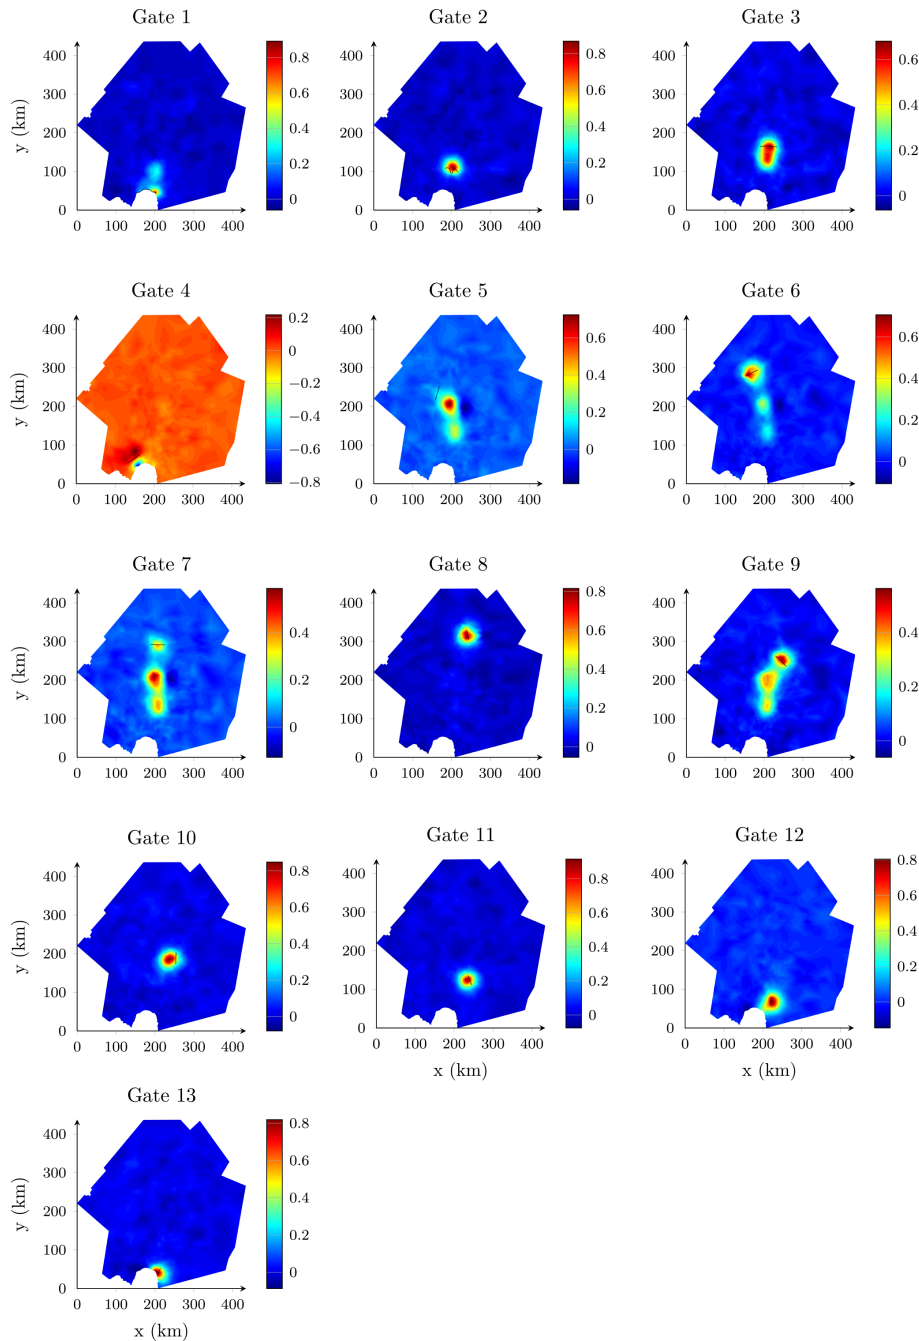 Gate 1 Gate 2 Gate 3
400 0.8 400 0.8 400 0.6
300 0.6 300 0.6 300 0.4
y (km) 200 0.4 200 0.4 200 0.2
100 0.2 100 0.2 100
0 0 0 0 0 0
0 100 200 300 400 0 100 200 300 400 0 100 200 300 400
Gate 4 Gate 5 Gate 6
400 0.2 400 0.6 400 0.6
300 0 300 0.4 300 0.4
y (km) 200 −0.2 200 0.2 200 0.2
100 −0.4 100 0 100 0
0 −0.6 0 0
−0.8
0 100 200 300 400 0 100 200 300 400 0 100 200 300 400
Gate 7 Gate 8 Gate 9
400 0.4 400 0.8 400 0.4
300 0.2 300 0.6 300 0.2
y (km) 200 0 200 0.4 200 0
100 100 0.2 100
0 0 0 0
0 100 200 300 400 0 100 200 300 400 0 100 200 300 400
Gate 10 Gate 11 Gate 12
400 0.8 400 0.8 400 0.8
300 0.6 300 0.6 300 0.6
y (km) 200 0.4 200 0.4 200 0.4
100 0.2 100 0.2 100 0.2
0 0 0 0 0 0
0 100 200 300 400 0 100 200 300 400 0 100 200 300 400
x (km) x (km)
Gate 13
400 0.8
300 0.6
y (km) 200 0.4
100 0.2
0 0
0 100 200 300 400
x (km)